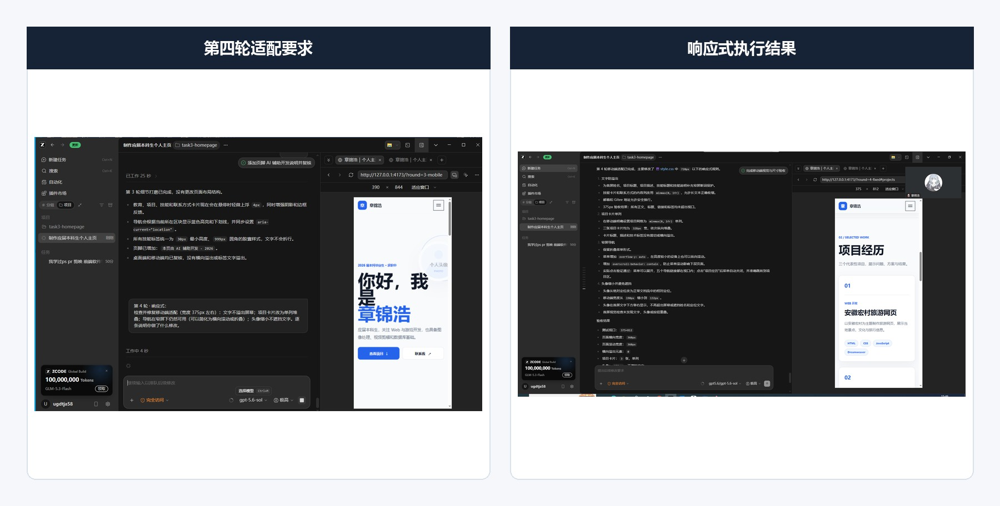 第四轮适配要求
更新
制作应届本科生个人主页 task3-homepage ···
新建任务 Ctrl+N
搜索 Ctrl+K
自动化
插件市场
# 分组 项目
项目
task3-homepage
制作应届本科生个人主页 刚刚
任务
我学过ps pr 剪映 前端软件 50分
ZCODE Global Build
100,000,000 Tokens
GLM-5.3-Flash 领取
U ugdtja58
添加页脚 AI 辅助开发说明并复核
已工作 25 秒
第 3 轮细节打磨已完成，没有更改页面布局结构。
教育、项目、技能和联系方式卡片现在会在悬停时轻微上浮 4px ，同时增强阴影和边框
反馈。
导航会根据当前所在区块显示蓝色高亮和下划线，并同步设置 aria-
current="location" 。
所有技能标签统一为 30px 最小高度、 999px 圆角的胶囊样式，文字不会折行。
页脚已增加： 本页由 AI 辅助开发 · 2026 。
桌面端和移动端均已复核，没有横向溢出或标签文字溢出。
第 4 轮 · 响应式：
检查并修复移动端适配（宽度 375px 左右）：文字不溢出屏幕；项目卡片改为单列堆
叠；导航在窄屏下仍然可用（可以简化为横向滚动或折叠）；头像缩小不遮挡文字。逐
条说明你做了什么修改。
工作中 4 秒
继续输入以排队后续修改
选择模型 Ctrl+M
完全访问 gpt-5.6-sol 极高
章锦浩 | 个人主 × 章锦浩 | 个人主 ×
http://127.0.0.1:4173/?round=3-mobile
390 × 844 适应窗口
章 章锦浩
个人头像
2026 届本科毕业生 · 求职中
你好，我
是
章锦浩
应届本科生，关注 Web 与游戏开发，也具备图
像处理、视频剪辑和数据库基础。
查看项目 ↓ 联系我 ↗
响应式执行结果
更新
制作应届本科生个人主页 task3-homepage ···
新建任务 Ctrl+N
搜索 Ctrl+K
自动化
插件市场
# 分组 项目
项目
task3-homepage
制作应届本科生个人主页 刚刚
任务
我学过ps pr 剪映 前端软件 50分
ZCODE Global Build
100,000,000 Tokens
GLM-5.3-Flash 领取
U ugdtja58
第 4 轮移动端适配已完成，主要修改了 style.css 中 720px 以下的响应式规则。
完成移动端视觉与尺寸验收
1. 文字防溢出
为首屏姓名、项目标题、项目描述、技能标题和技能说明补充窄屏断词保护。
技能卡片和联系方式的内容列改用 minmax(0, 1fr) ，允许长文本正确收缩。
邮箱和 Gitee 地址允许安全换行。
375px 验收结果：所有正文、标题、链接和标签均未超出视口。
2. 项目卡片单列
在移动端明确设置项目网格为 minmax(0, 1fr) 单列。
三张项目卡片均为 328px 宽，依次纵向堆叠。
卡片标题、描述和技术标签没有裁切或横向溢出。
3. 窄屏导航
保留折叠菜单形式。
菜单增加 overflow-y: auto ，在高度较小的设备上也可以纵向滚动。
增加 overscroll-behavior: contain ，防止菜单滚动影响下层页面。
实际点击验证通过：菜单可以展开，五个导航链接都在视口内；点击"项目经历"后菜单自动关闭，并准确跳转到项
目区。
4. 头像缩小并避免遮挡
头像从绝对定位改为正常文档流中的相对定位。
移动端宽度从 190px 缩小到 132px 。
头像在首屏文字下方靠右显示，不再超出屏幕或遮挡姓名和定位文字。
首屏视觉检查未发现文字、头像或按钮重叠。
验收结果
测试视口： 375×812
页面横向宽度： 360px
页面滚动宽度： 360px
横向溢出元素： 0
项目卡片： 3 张，单列
提出后续修改要求
完全访问 gpt5.6/gpt-5.6-sol 极高
章锦浩 | 个人主 × 章锦浩 | 个人主 ×
http://127.0.0.1:4173/?round=4-fixed#projects
375 × 812 适应窗口
章锦浩
章 章锦浩
02 / SELECTED WORK
项目经历
三个代表性项目，展示问题、方案与结果。
01
WEB 开发
安徽宏村旅游网页
以安徽宏村为主题制作旅游网页，展示当
地景点、文化与旅行信息。
HTML CSS JavaScript
Dreamweaver
02